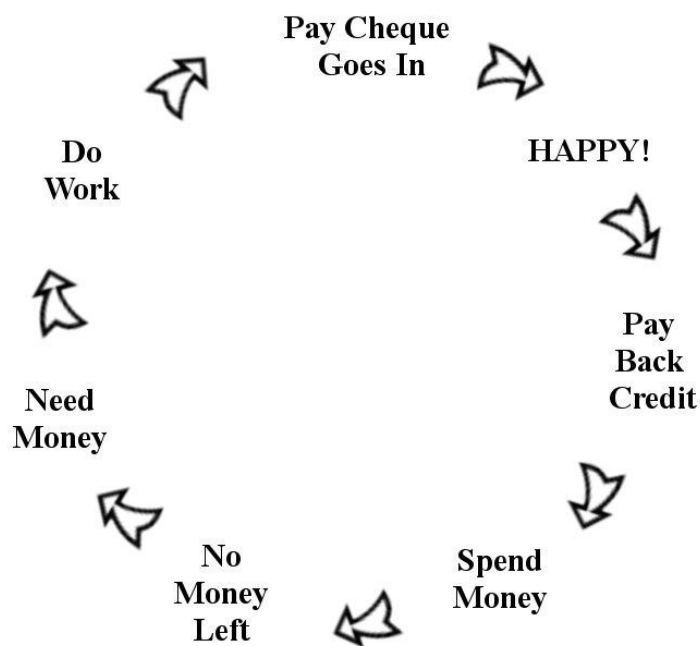 Pay Cheque
Goes In
HAPPY!
Pay
Back
Credit
Spend
Money
No
Money
Left
Need
Money
Do
Work